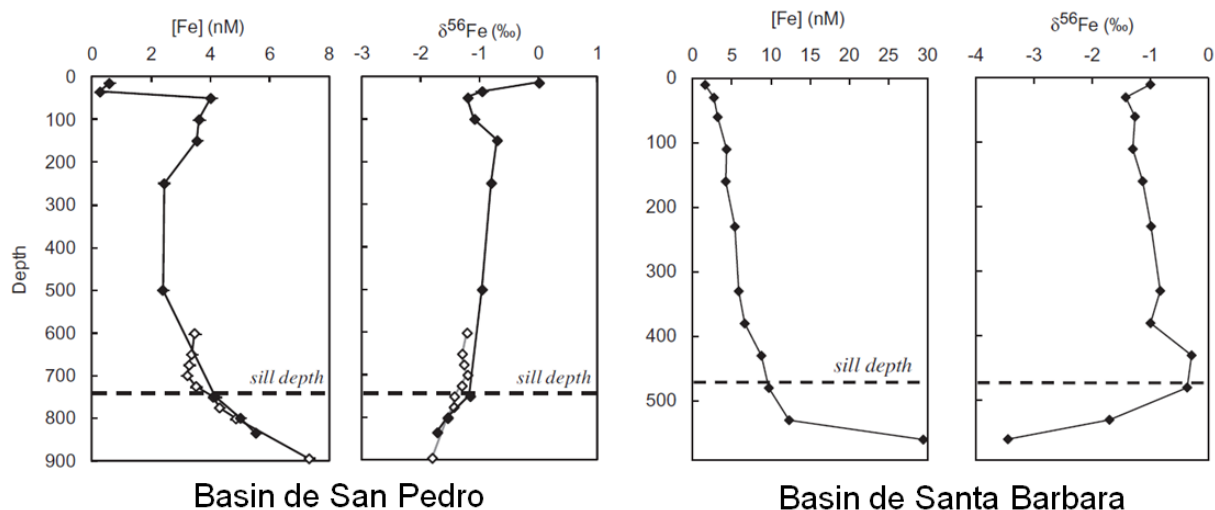 [Fe] (nM)
0 2 4 6 8
δ56Fe (‰)
-3 -2 -1 0 1
[Fe] (nM)
0 5 10 15 20 25 30
δ56Fe (‰)
-4 -3 -2 -1 0
Depth
0
100
200
300
400
500
600
700
800
900
sill depth
sill depth
0
100
200
300
400
500
sill depth
Basin de San Pedro
Basin de Santa Barbara